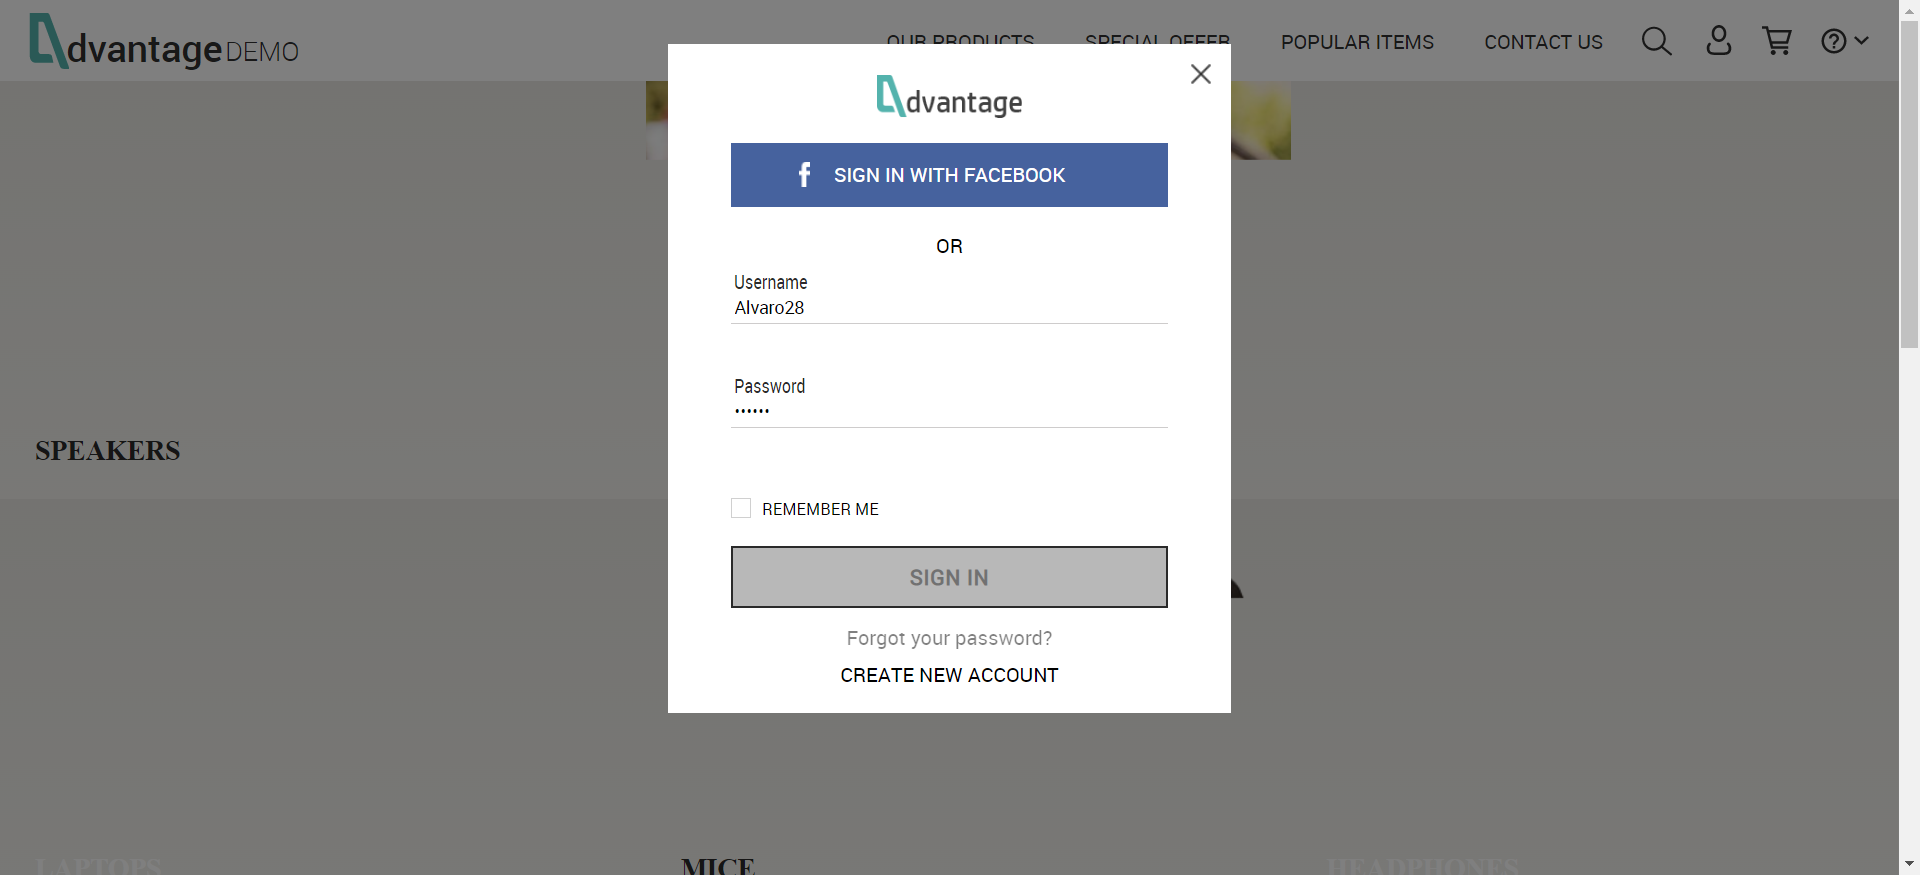 dvantage DEMO
OUR PRODUCTS
SPECIAL OFFER
POPULAR ITEMS
CONTACT US
dvantage
f SIGN IN WITH FACEBOOK
OR
Username
Alvaro28
Password
••••••
REMEMBER ME
SIGN IN
Forgot your password?
CREATE NEW ACCOUNT
SPEAKERS
LAPTOPS
MICE
HEADPHONES